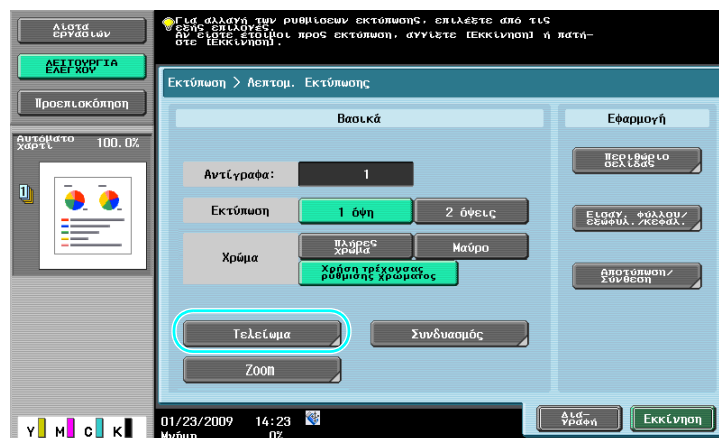 Λίστα
εργασιών
ΛΕΙΤΟΥΡΓΙΑ
ΕΛΕΓΧΟΥ
Προεπισκόπηση
Αυτόματο
χαρτί
100.0%
Y M C K
Για αλλαγή των ρυθμίσεων εκτύπωσης, επιλέξτε από τις
εξής επιλογές.
Αν είστε έτοιμοι προς εκτύπωση, αγγίξτε [Εκκίνηση] ή πατή-
στε [Εκκίνηση].
Εκτύπωση > Λεπτομ. Εκτύπωσης
Βασικά
Αντίγραφα:
1
Εκτύπωση
1 όψη
2 όψεις
Χρώμα
Πλήρες
χρώμα
Μαύρο
Χρήση τρέχουσας
ρύθμισης χρώματος
Τελείωμα
Συνδυασμός
Zoom
Εφαρμογή
Περιθώριο
σελίδας
Εισαγ. φύλλου/
εξωφύλ./κεφαλ.
Αποτύπωση/
Σύνθεση
01/23/2009 14:23
Μνήμη 0%
Δια-
γραφή
Εκκίνηση